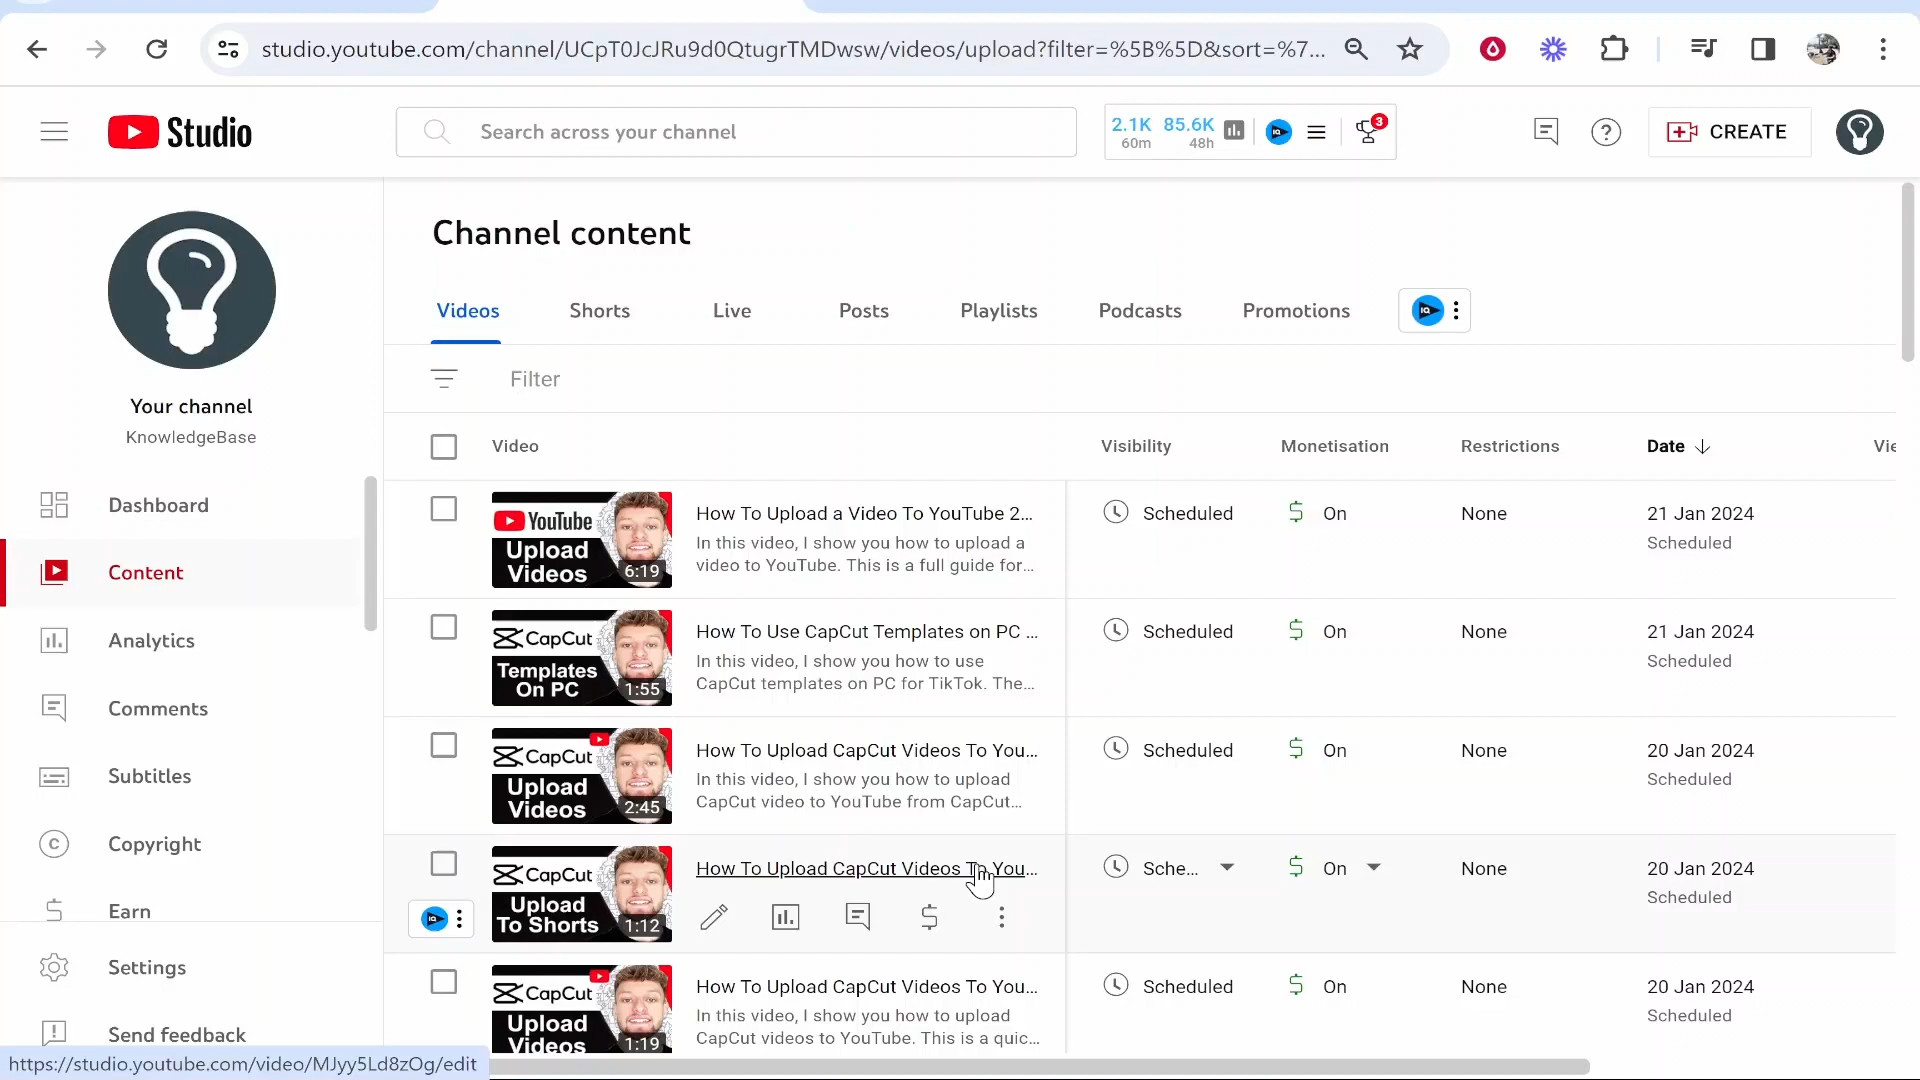 studio.youtube.com/channel/UCpT0JcJRu9d0QtugrTMDwsw/videos/upload?filter=%5B%5D&sort=%7...
Studio
Search across your channel
2.1K 85.6K
60m 48h
3
CREATE
Your channel
KnowledgeBase
Dashboard
Content
Analytics
Comments
Subtitles
Copyright
Earn
Settings
Send feedback
Channel content
Videos Shorts Live Posts Playlists Podcasts Promotions
Filter
Video Visibility Monetisation Restrictions Date
YouTube
Upload
Videos
6:19
How To Upload a Video To YouTube 2...
In this video, I show you how to upload a
video to YouTube. This is a full guide for...
Scheduled On None 21 Jan 2024
Scheduled
CapCut
Templates
On PC
1:55
How To Use CapCut Templates on PC ...
In this video, I show you how to use
CapCut templates on PC for TikTok. The...
Scheduled On None 21 Jan 2024
Scheduled
CapCut
Upload
Videos
2:45
How To Upload CapCut Videos To You...
In this video, I show you how to upload
CapCut video to YouTube from CapCut...
Scheduled On None 20 Jan 2024
Scheduled
CapCut
Upload
To Shorts
1:12
How To Upload CapCut Videos To You...
Sche... On None 20 Jan 2024
Scheduled
CapCut
Upload
Videos
1:19
How To Upload CapCut Videos To You...
In this video, I show you how to upload
CapCut videos to YouTube. This is a quic...
Scheduled On None 20 Jan 2024
Scheduled
https://studio.youtube.com/video/MJyy5Ld8zOg/edit